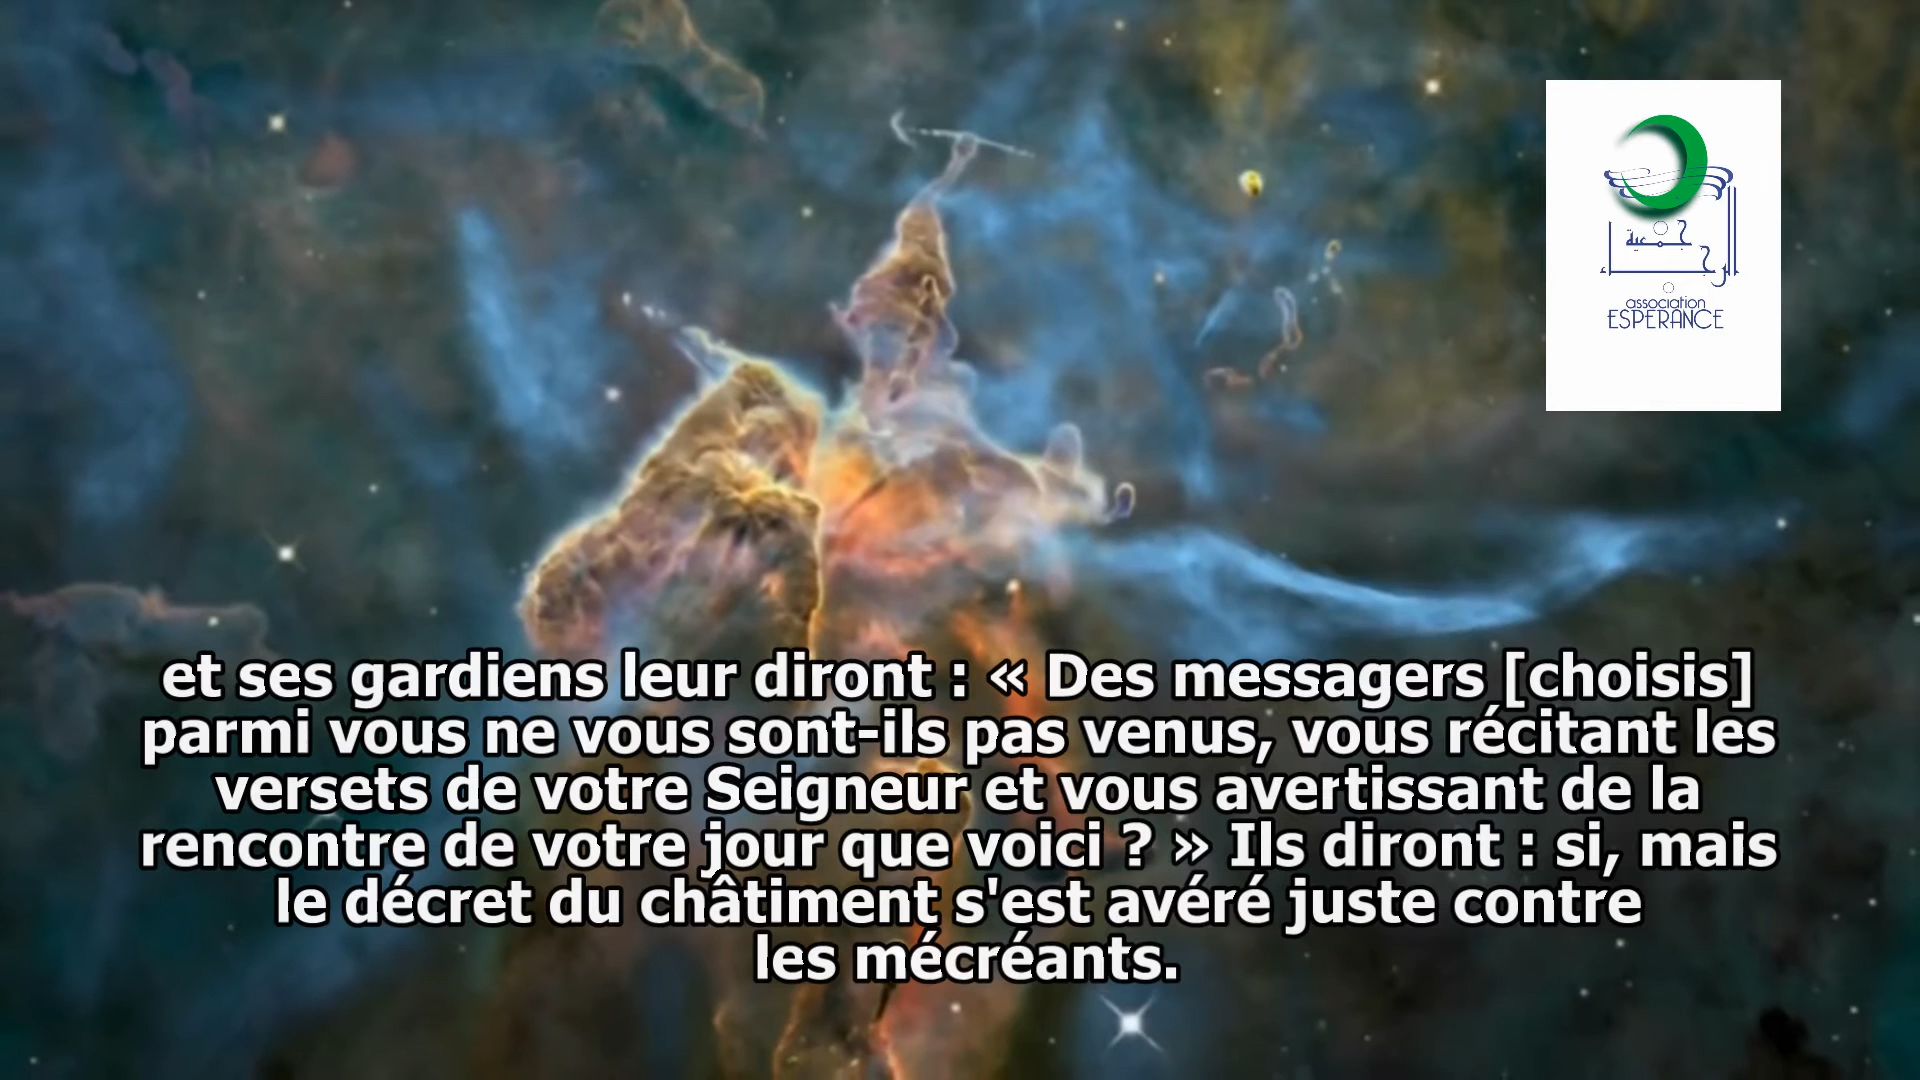 جمعية
الرجاء
association
ESPERANCE
et ses gardiens leur diront : « Des messagers [choisis]
parmi vous ne vous sont-ils pas venus, vous récitant les
versets de votre Seigneur et vous avertissant de la
rencontre de votre jour que voici ? » Ils diront : si, mais
le décret du châtiment s'est avéré juste contre
les mécréants.